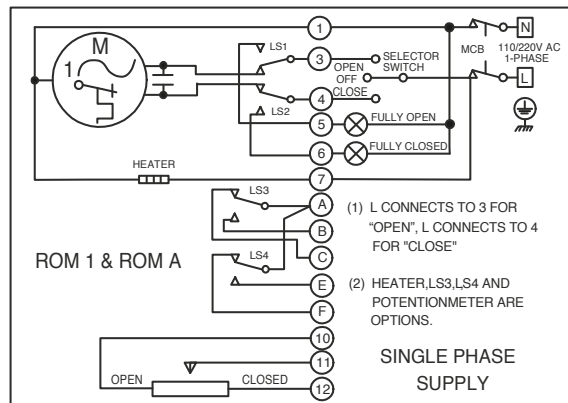 M
1
1
N
LS1
MCB
110/220V AC
1-PHASE
3
SELECTOR
SWITCH
OPEN
OFF
CLOSE
L
4
LS2
5
FULLY OPEN
6
FULLY CLOSED
HEATER
7
LS3
A
(1) L CONNECTS TO 3 FOR
“OPEN”, L CONNECTS TO 4
FOR "CLOSE"
B
C
ROM 1 & ROM A
LS4
E
(2) HEATER,LS3,LS4 AND
POTENTIONMETER ARE
OPTIONS.
F
10
11
SINGLE PHASE
SUPPLY
OPEN
CLOSED
12